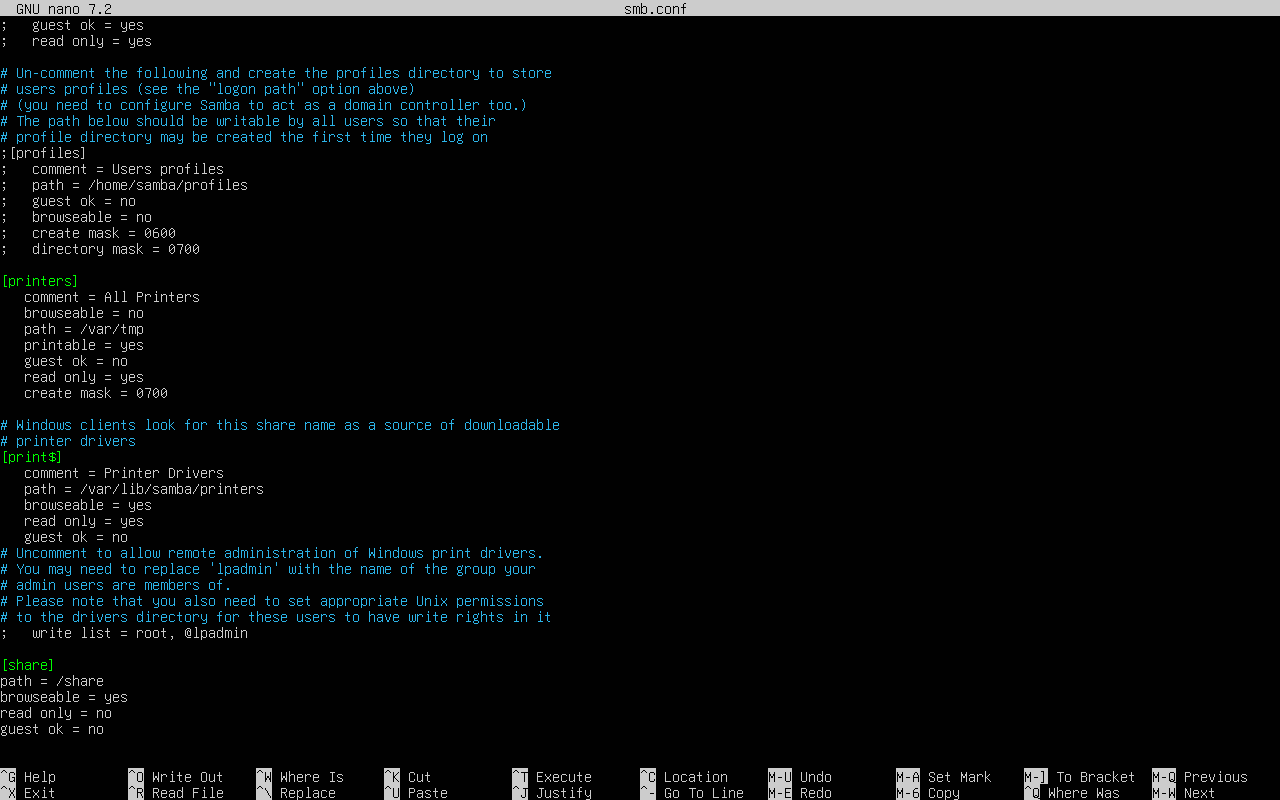 GNU nano 7.2 smb.conf
;   guest ok = yes
;   read only = yes
# Un-comment the following and create the profiles directory to store
# users profiles (see the "logon path" option above)
# (you need to configure Samba to act as a domain controller too.)
# The path below should be writable by all users so that their
# profile directory may be created the first time they log on
;[profiles]
;   comment = Users profiles
;   path = /home/samba/profiles
;   guest ok = no
;   browseable = no
;   create mask = 0600
;   directory mask = 0700
[printers]
   comment = All Printers
   browseable = no
   path = /var/tmp
   printable = yes
   guest ok = no
   read only = yes
   create mask = 0700
# Windows clients look for this share name as a source of downloadable
# printer drivers
[print$]
   comment = Printer Drivers
   path = /var/lib/samba/printers
   browseable = yes
   read only = yes
   guest ok = no
# Uncomment to allow remote administration of Windows print drivers.
# You may need to replace 'lpadmin' with the name of the group your
# admin users are members of.
# Please note that you also need to set appropriate Unix permissions
# to the drivers directory for these users to have write rights in it
;   write list = root, @lpadmin
[share]
path = /share
browseable = yes
read only = no
guest ok = no
^G Help ^O Write Out ^W Where Is ^K Cut ^T Execute ^C Location M-U Undo M-A Set Mark M-] To Bracket M-Q Previous
^X Exit ^R Read File ^\ Replace ^U Paste ^J Justify ^- Go To Line M-E Redo M-6 Copy ^Q Where Was M-W Next